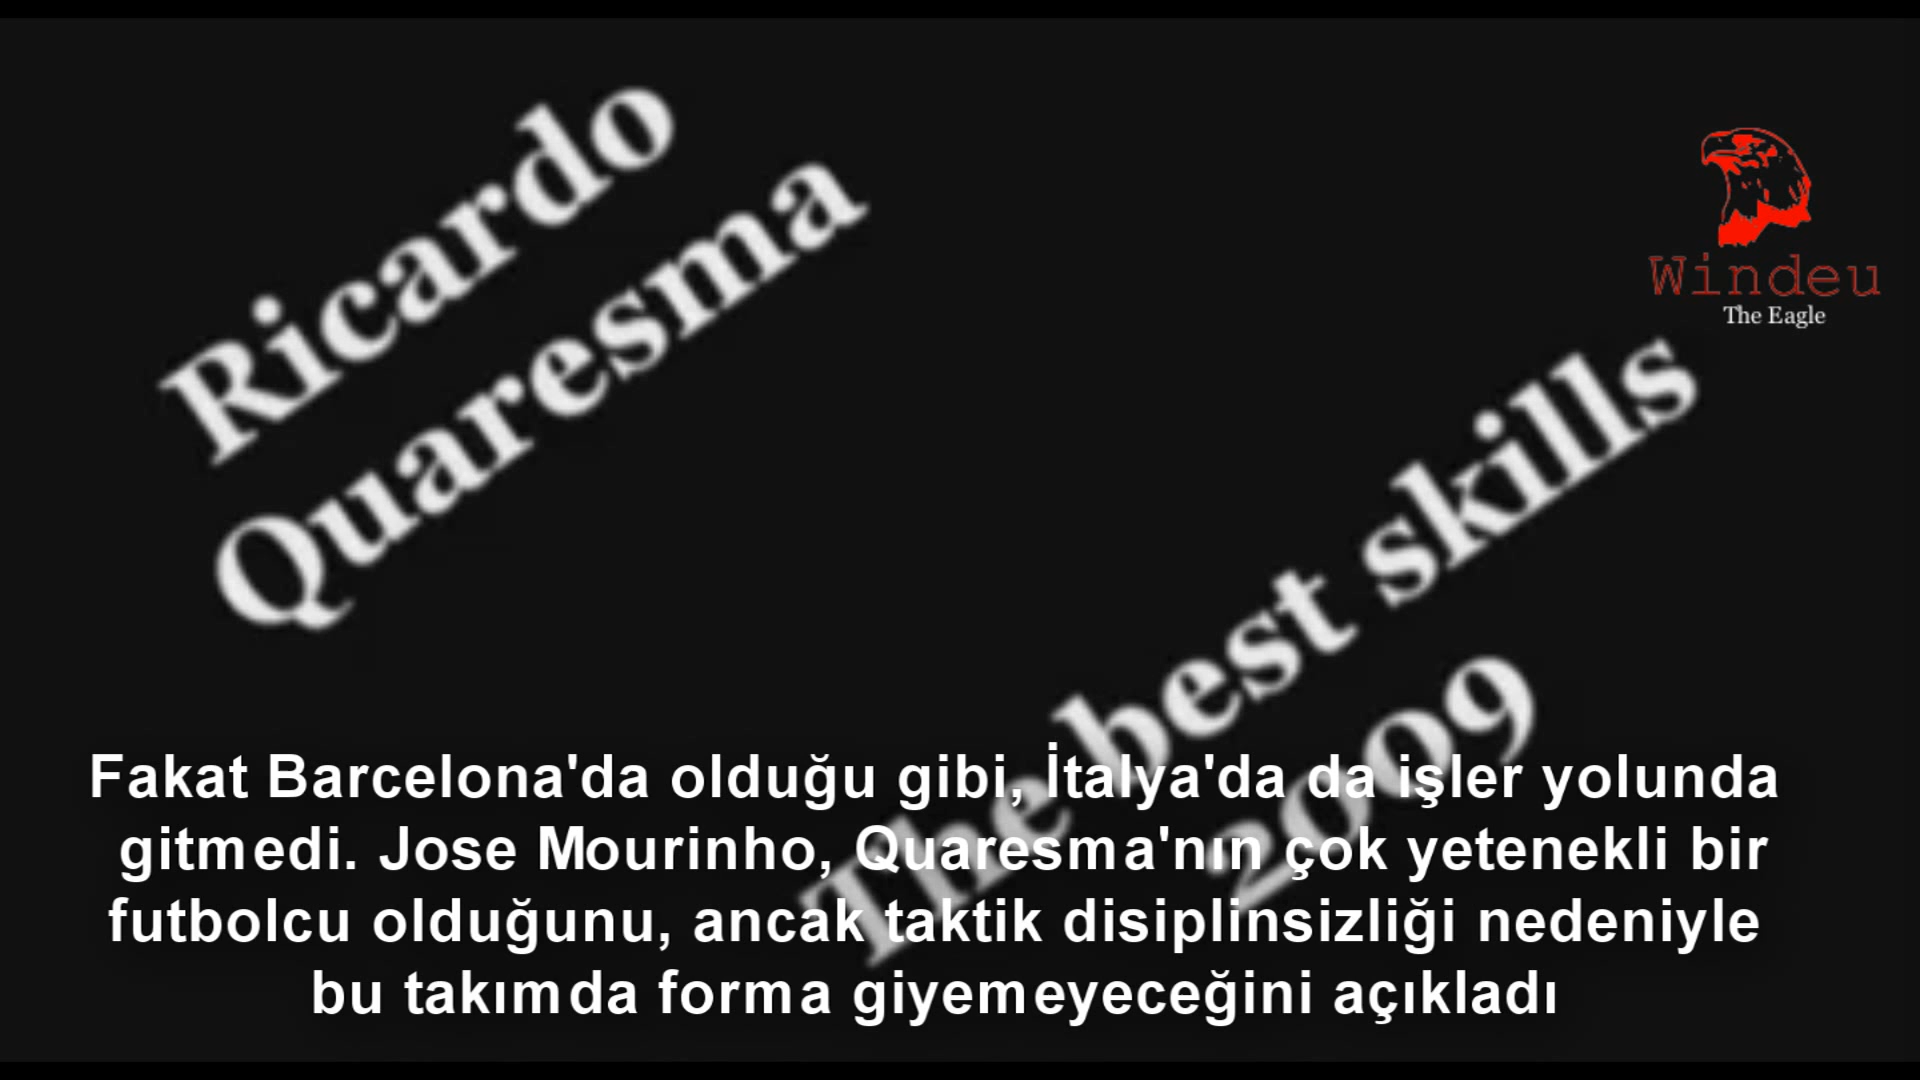 Ricardo
Quaresma
Windeu
The Eagle
The best skills
2009
Fakat Barcelona'da olduğu gibi, İtalya'da da işler yolunda
gitmedi. Jose Mourinho, Quaresma'nın çok yetenekli bir
futbolcu olduğunu, ancak taktik disiplinsizliği nedeniyle
bu takımda forma giyemeyeceğini açıkladı